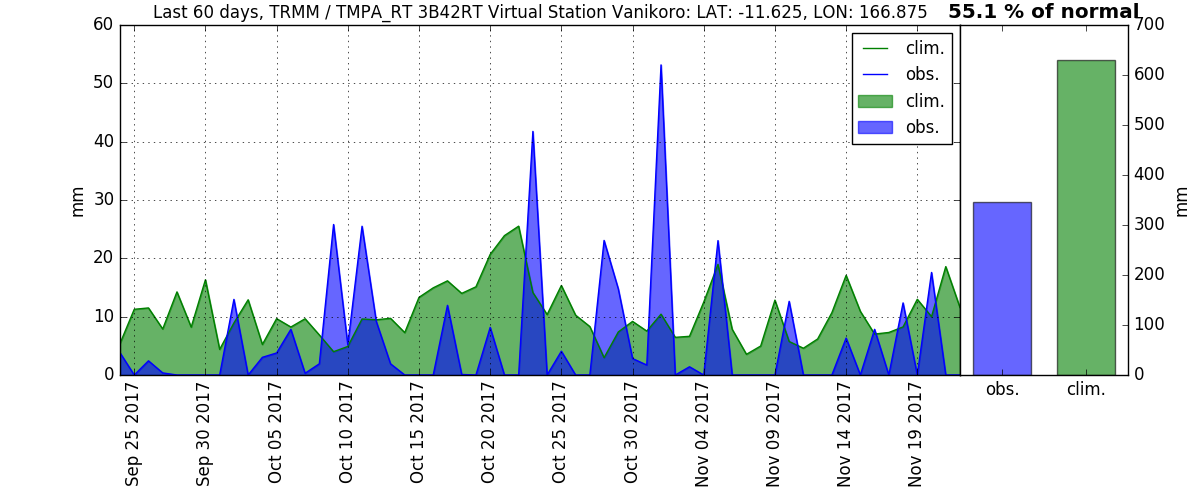 Last 60 days, TRMM / TMPA_RT 3B42RT Virtual Station Vanikoro: LAT: -11.625, LON: 166.875
55.1 % of normal
60
50
40
30
20
10
0
mm
clim.
obs.
clim.
obs.
700
600
500
400
300
200
100
0
mm
obs.
clim.
Sep 25 2017
Sep 30 2017
Oct 05 2017
Oct 10 2017
Oct 15 2017
Oct 20 2017
Oct 25 2017
Oct 30 2017
Nov 04 2017
Nov 09 2017
Nov 14 2017
Nov 19 2017